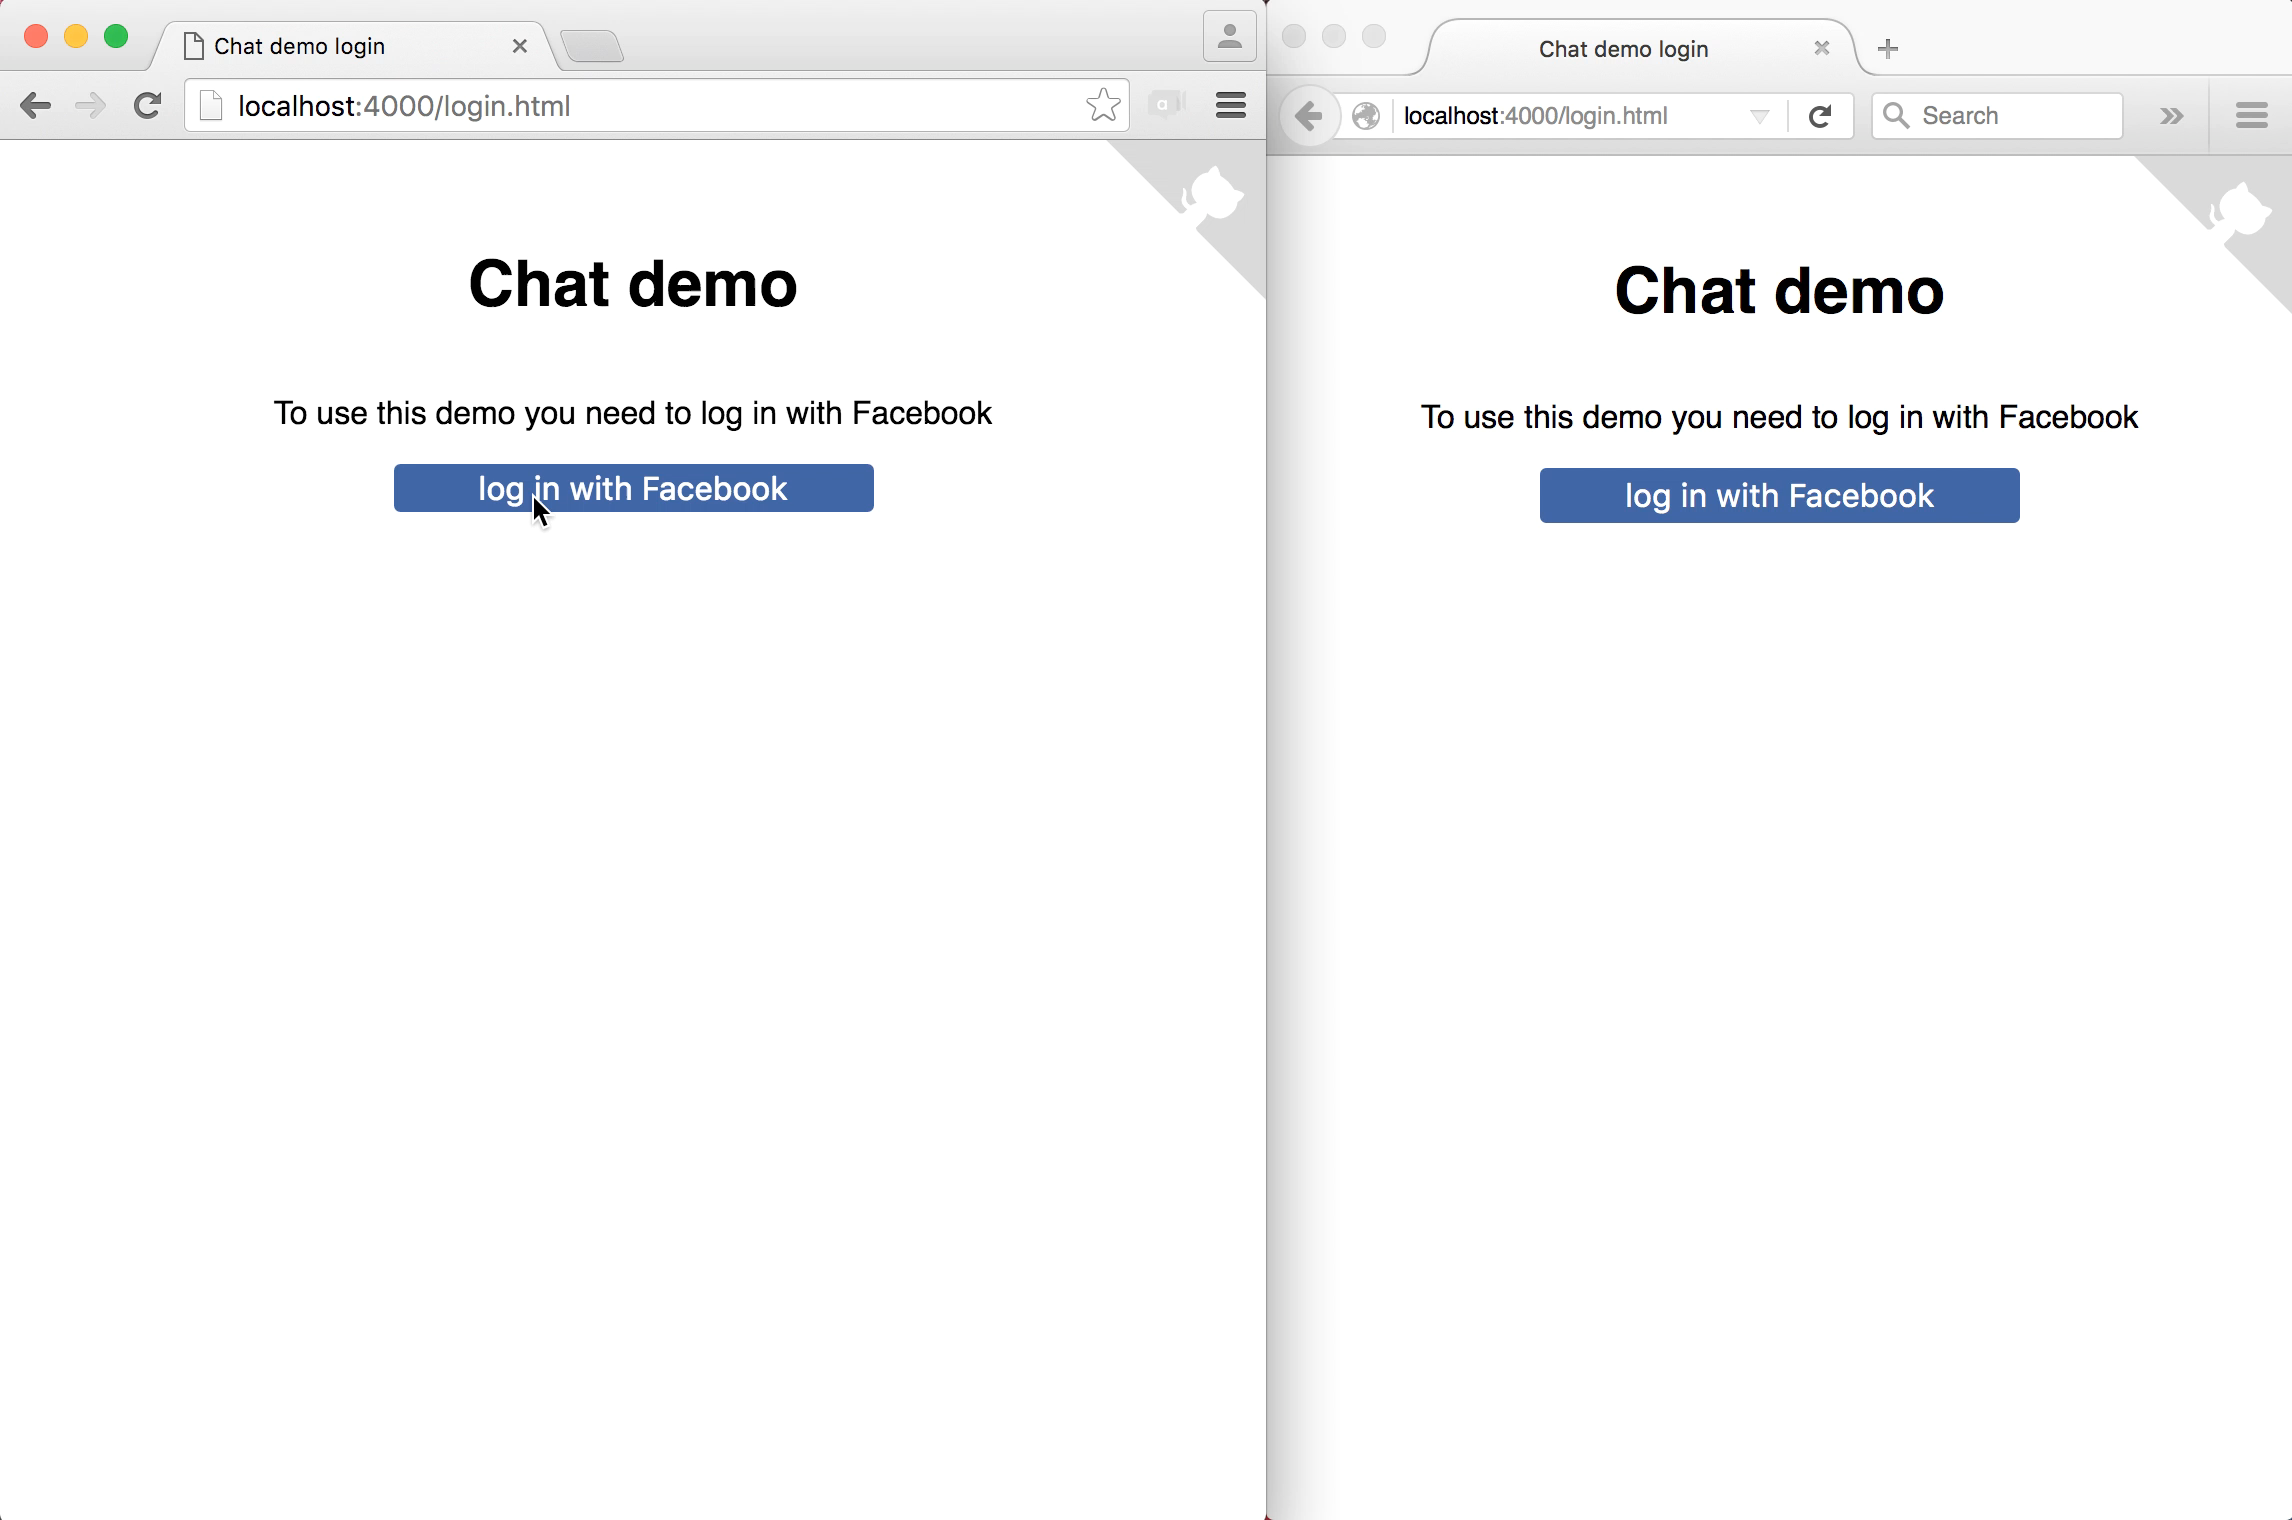 Chat demo login
localhost:4000/login.html
a
Chat demo
To use this demo you need to log in with Facebook
log in with Facebook
Chat demo login
localhost:4000/login.html
Search
Chat demo
To use this demo you need to log in with Facebook
log in with Facebook